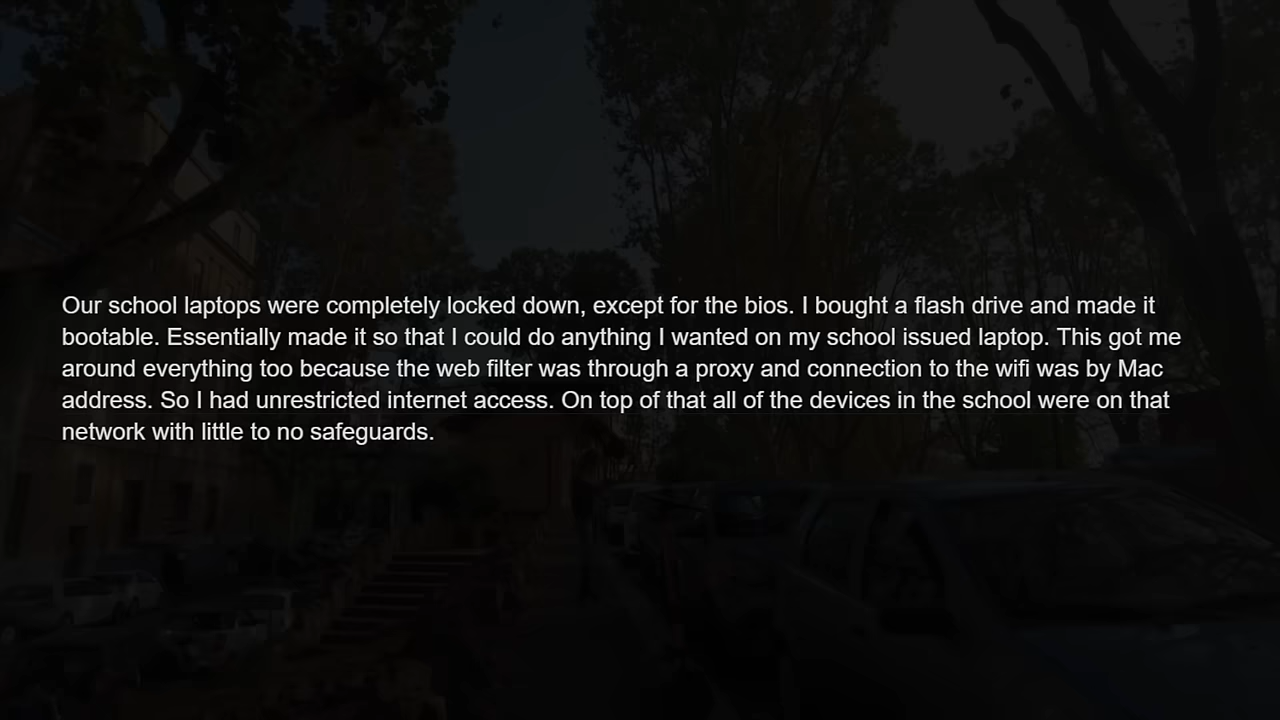 Our school laptops were completely locked down, except for the bios. I bought a flash drive and made it
bootable. Essentially made it so that I could do anything I wanted on my school issued laptop. This got me
around everything too because the web filter was through a proxy and connection to the wifi was by Mac
address. So I had unrestricted internet access. On top of that all of the devices in the school were on that
network with little to no safeguards.